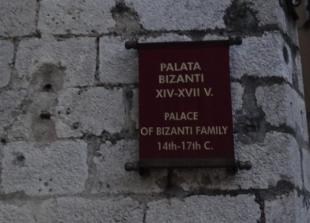 PALATA
BIZANTI
XIV-XVII V.
PALACE
OF BIZANTI FAMILY
14th-17th C.